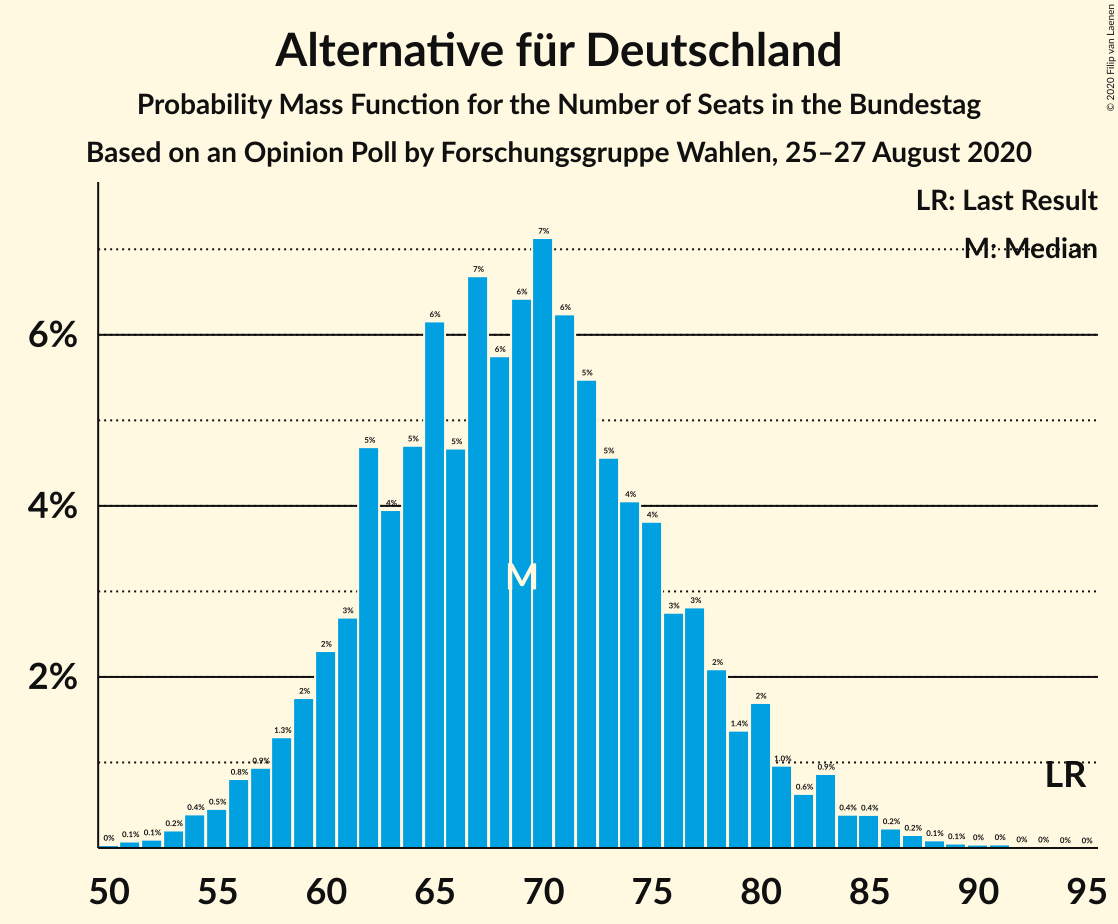 Alternative für Deutschland
Probability Mass Function for the Number of Seats in the Bundestag
Based on an Opinion Poll by Forschungsgruppe Wahlen, 25–27 August 2020
© 2020 Filip van Laenen
LR: Last Result
M: Median
6%
4%
2%
0% 0.1% 0.1% 0.2% 0.4% 0.5% 0.8% 0.9% 1.3% 2% 2% 3% 5% 4% 5% 6% 5% 7% 6% 6% 7% 6% 5% 5% 4% 4% 3% 3% 2% 1.4% 2% 1.0% 0.6% 0.9% 0.4% 0.4% 0.2% 0.2% 0.1% 0.1% 0% 0% 0% 0% 0% 0%
M
LR
50 55 60 65 70 75 80 85 90 95